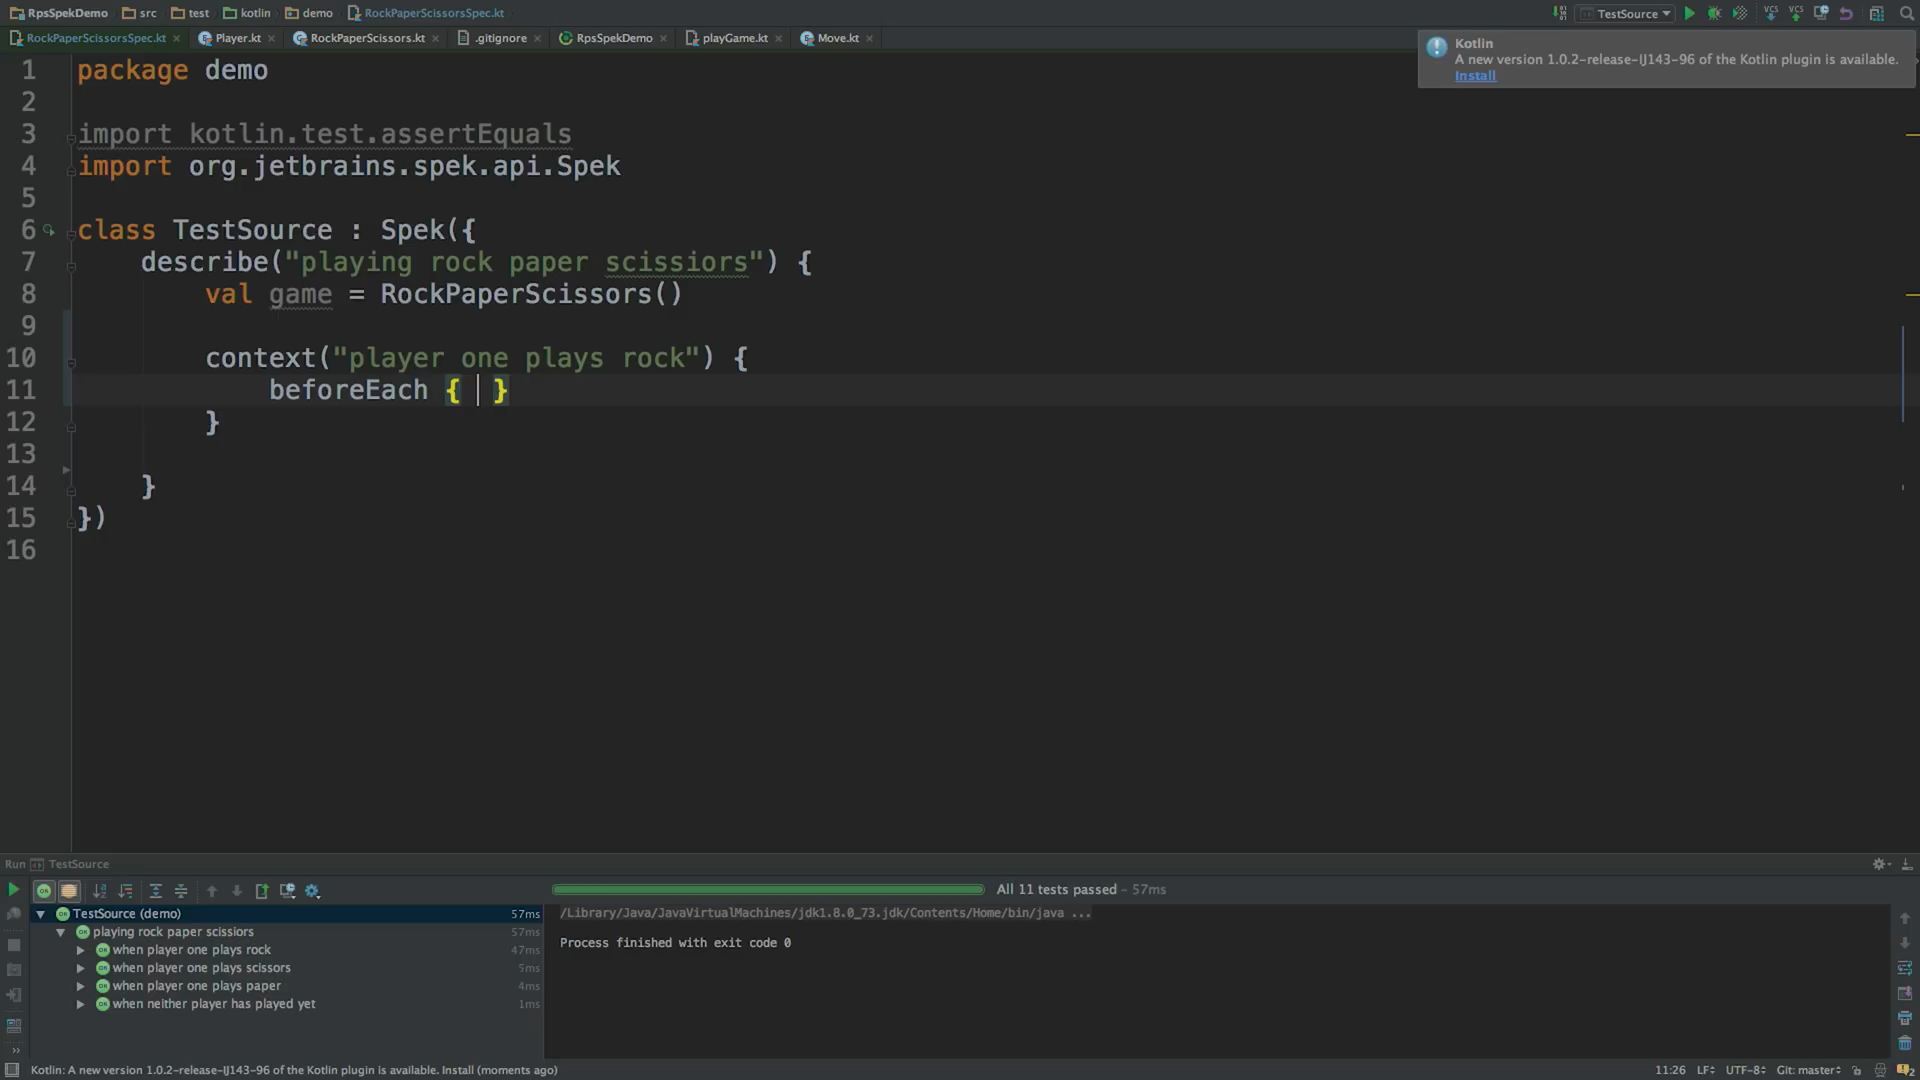 RpsSpekDemo src test kotlin demo RockPaperScissorsSpec.kt TestSource
RockPaperScissorsSpec.kt Player.kt RockPaperScissors.kt .gitignore RpsSpekDemo playGame.kt Move.kt
Kotlin
A new version 1.0.2-release-IJ143-96 of the Kotlin plugin is available.
Install
1 package demo
2
3 import kotlin.test.assertEquals
4 import org.jetbrains.spek.api.Spek
5
6 class TestSource : Spek({
7 describe("playing rock paper scissiors") {
8 val game = RockPaperScissors()
9
10 context("player one plays rock") {
11 beforeEach { }
12 }
13
14 }
15 })
16
Run TestSource
All 11 tests passed – 57ms
TestSource (demo) 57ms
playing rock paper scissiors 57ms
when player one plays rock 47ms
when player one plays scissors 5ms
when player one plays paper 4ms
when neither player has played yet 1ms
/Library/Java/JavaVirtualMachines/jdk1.8.0_73.jdk/Contents/Home/bin/java ...
Process finished with exit code 0
Kotlin: A new version 1.0.2-release-IJ143-96 of the Kotlin plugin is available. Install (moments ago) 11:26 LF UTF-8 Git: master 2